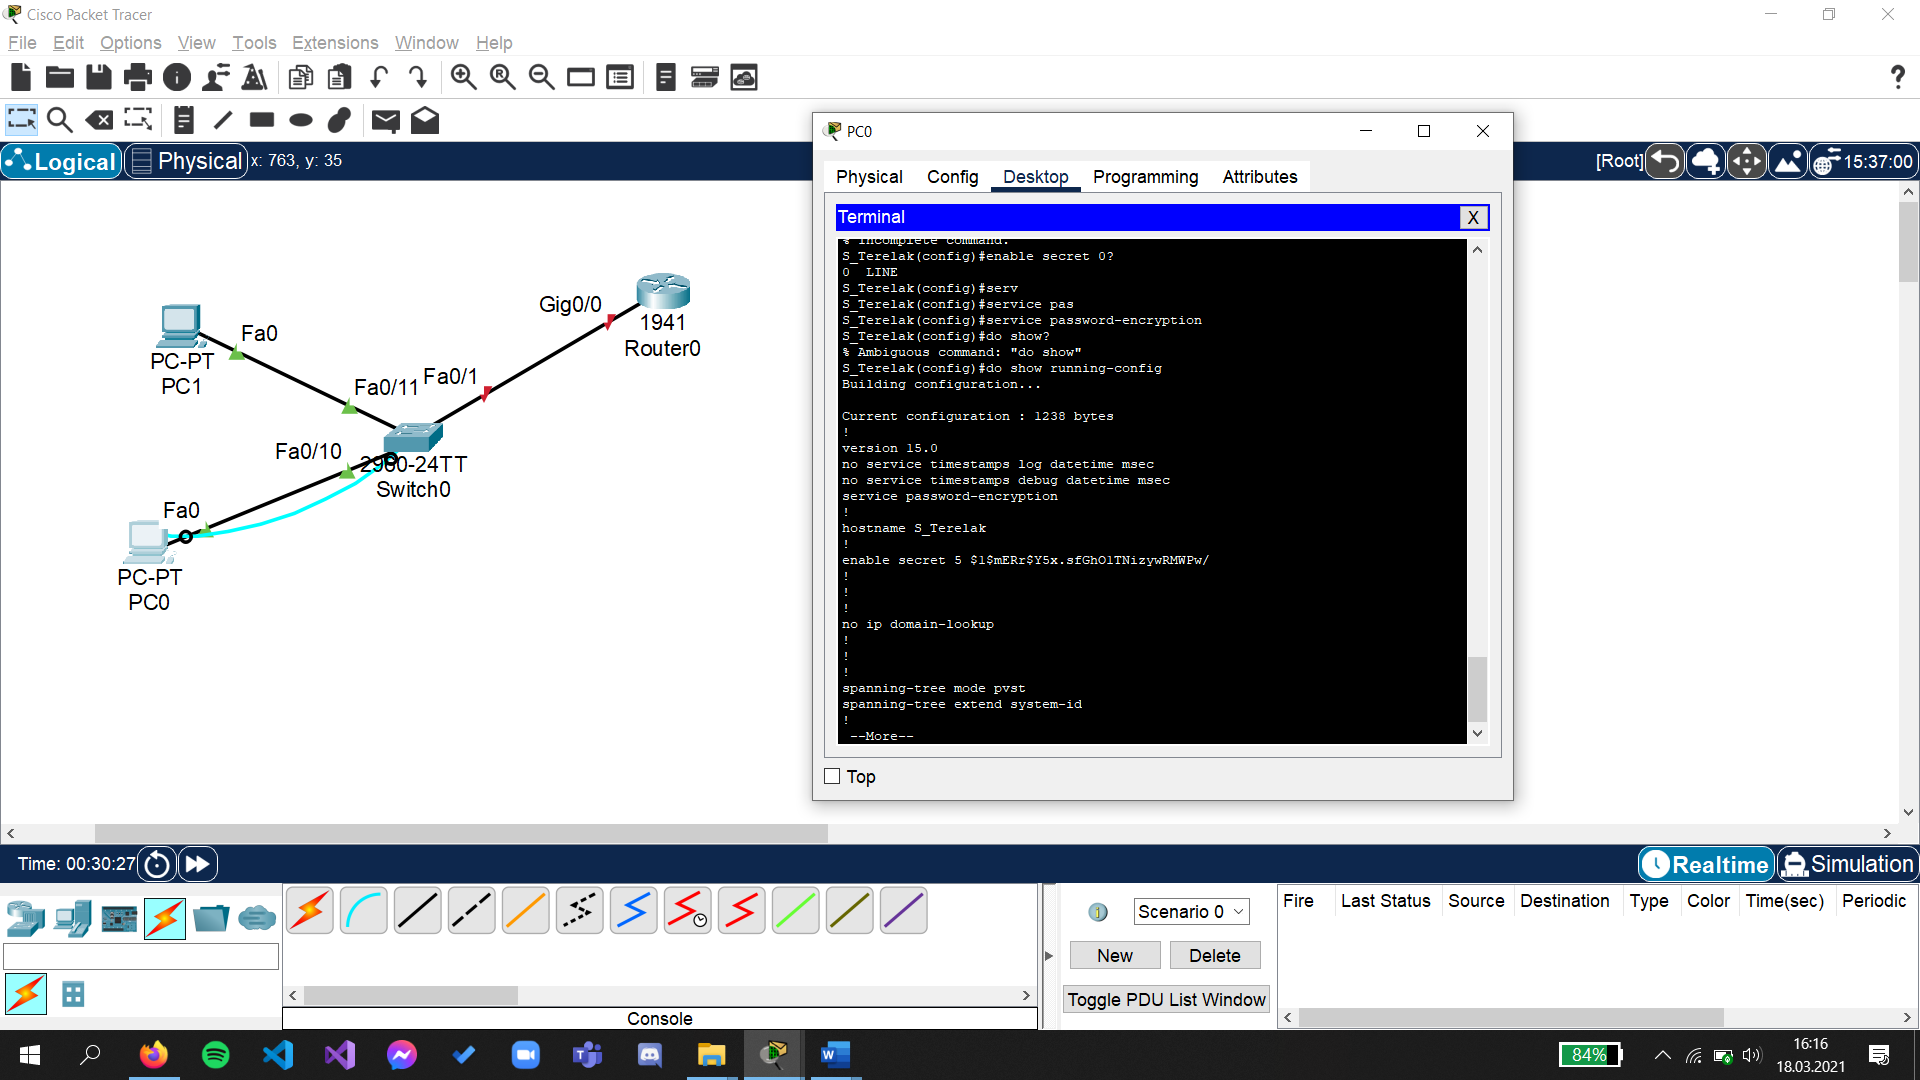 Cisco Packet Tracer
File Edit Options View Tools Extensions Window Help
Logical Physical x: 763, y: 35
[Root] 15:37:00
Fa0
PC-PT
PC1
Fa0/11
Fa0/1
Gig0/0
1941
Router0
Fa0/10
2960-24TT
Switch0
Fa0
PC-PT
PC0
PC0
Physical Config Desktop Programming Attributes
Terminal X
% Incomplete command.
S_Terelak(config)#enable secret 0?
0 LINE
S_Terelak(config)#serv
S_Terelak(config)#service pas
S_Terelak(config)#service password-encryption
S_Terelak(config)#do show?
% Ambiguous command: "do show"
S_Terelak(config)#do show running-config
Building configuration...
Current configuration : 1238 bytes
!
version 15.0
no service timestamps log datetime msec
no service timestamps debug datetime msec
service password-encryption
!
hostname S_Terelak
!
enable secret 5 $1$mERr$Y5x.sfGhOlTNizywRMWPw/
!
!
!
no ip domain-lookup
!
!
!
spanning-tree mode pvst
spanning-tree extend system-id
!
--More--
Top
Time: 00:30:27
Realtime Simulation
Scenario 0
New Delete
Toggle PDU List Window
Fire Last Status Source Destination Type Color Time(sec) Periodic
Console
84%
16:16
18.03.2021